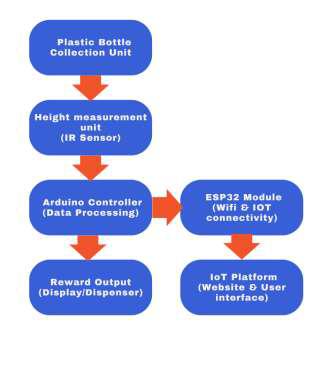 Plastic Bottle
Collection Unit
Height measurement
unit
(IR Sensor)
Arduino Controller
(Data Processing)
ESP32 Module
(Wifi & IOT
connectivity)
Reward Output
(Display/Dispenser)
IoT Platform
(Website & User
interface)